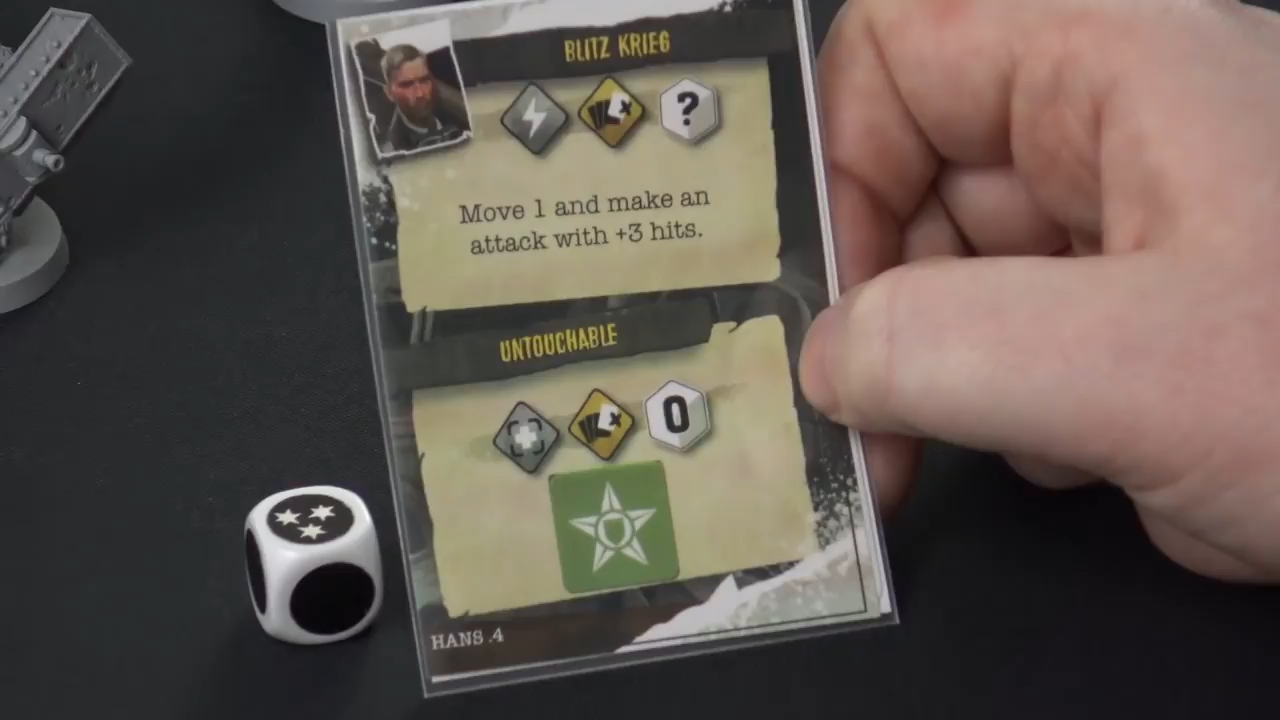 BLITZ KRIEG
?
Move 1 and make an
attack with +3 hits.
UNTOUCHABLE
0
HANS .4